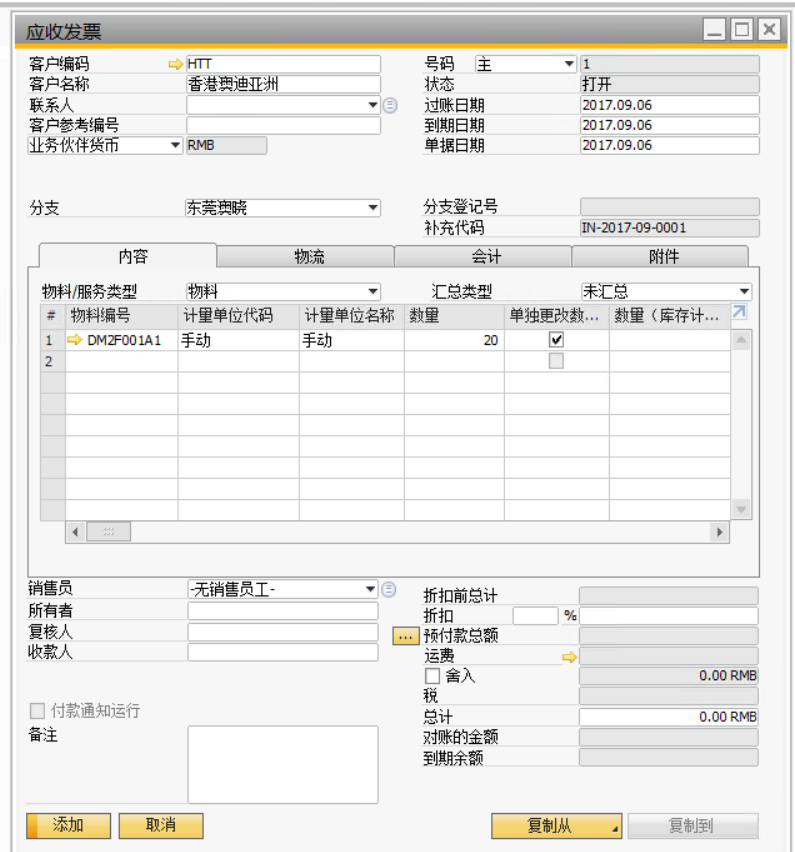 应收发票
客户编码 HTT 号码 主 1
客户名称 香港奥迪亚洲 状态 打开
联系人 过账日期 2017.09.06
客户参考编号 到期日期 2017.09.06
业务伙伴货币 RMB 单据日期 2017.09.06
分支 东莞奥晓 分支登记号
补充代码 IN-2017-09-0001
内容 物流 会计 附件
物料/服务类型 物料 汇总类型 未汇总
# 物料编号 计量单位代码 计量单位名称 数量 单独更改数... 数量（库存计...
1 DM2F001A1 手动 手动 20
2
销售员 -无销售员工- 折扣前总计
所有者 折扣 %
复核人 ... 预付款总额
收款人 运费
舍入 0.00 RMB
付款通知运行 税
总计 0.00 RMB
备注 对账的金额
到期余额
添加 取消 复制从 复制到